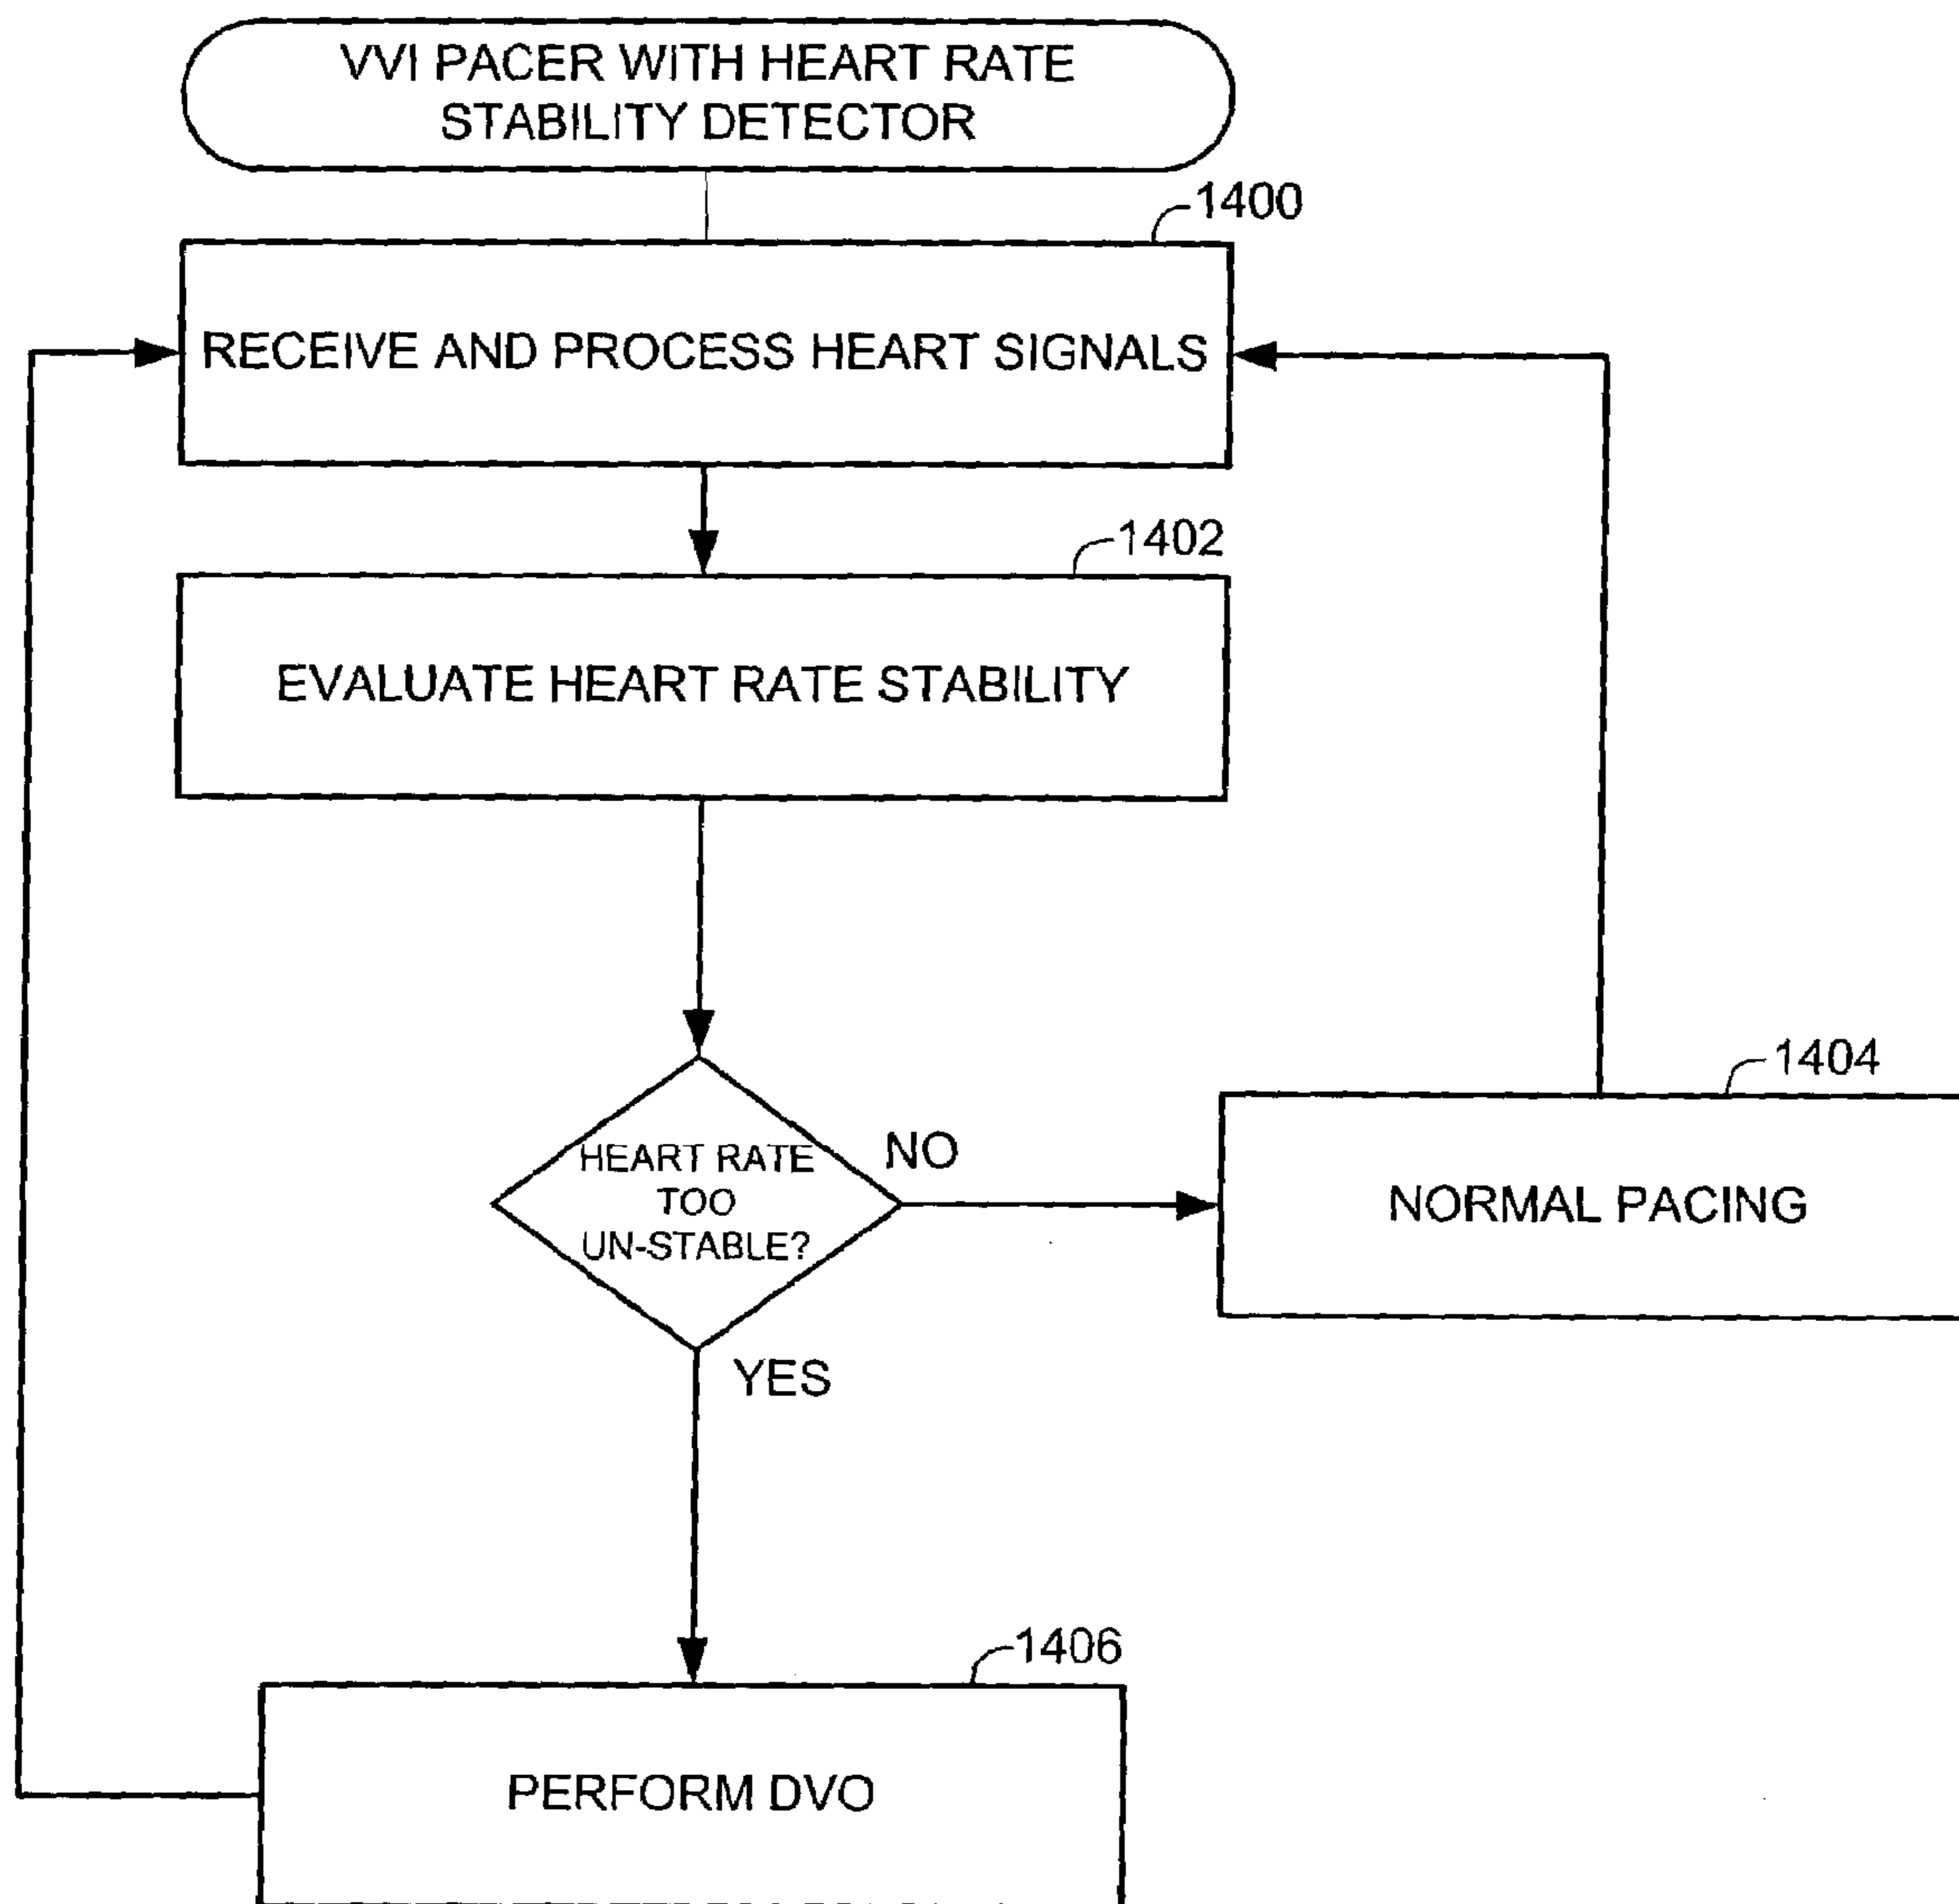 VVI PACER WITH HEART RATE
STABILITY DETECTOR
1400
RECEIVE AND PROCESS HEART SIGNALS
1402
EVALUATE HEART RATE STABILITY
HEART RATE
TOO
UN-STABLE?
NO
1404
NORMAL PACING
YES
1406
PERFORM DVO